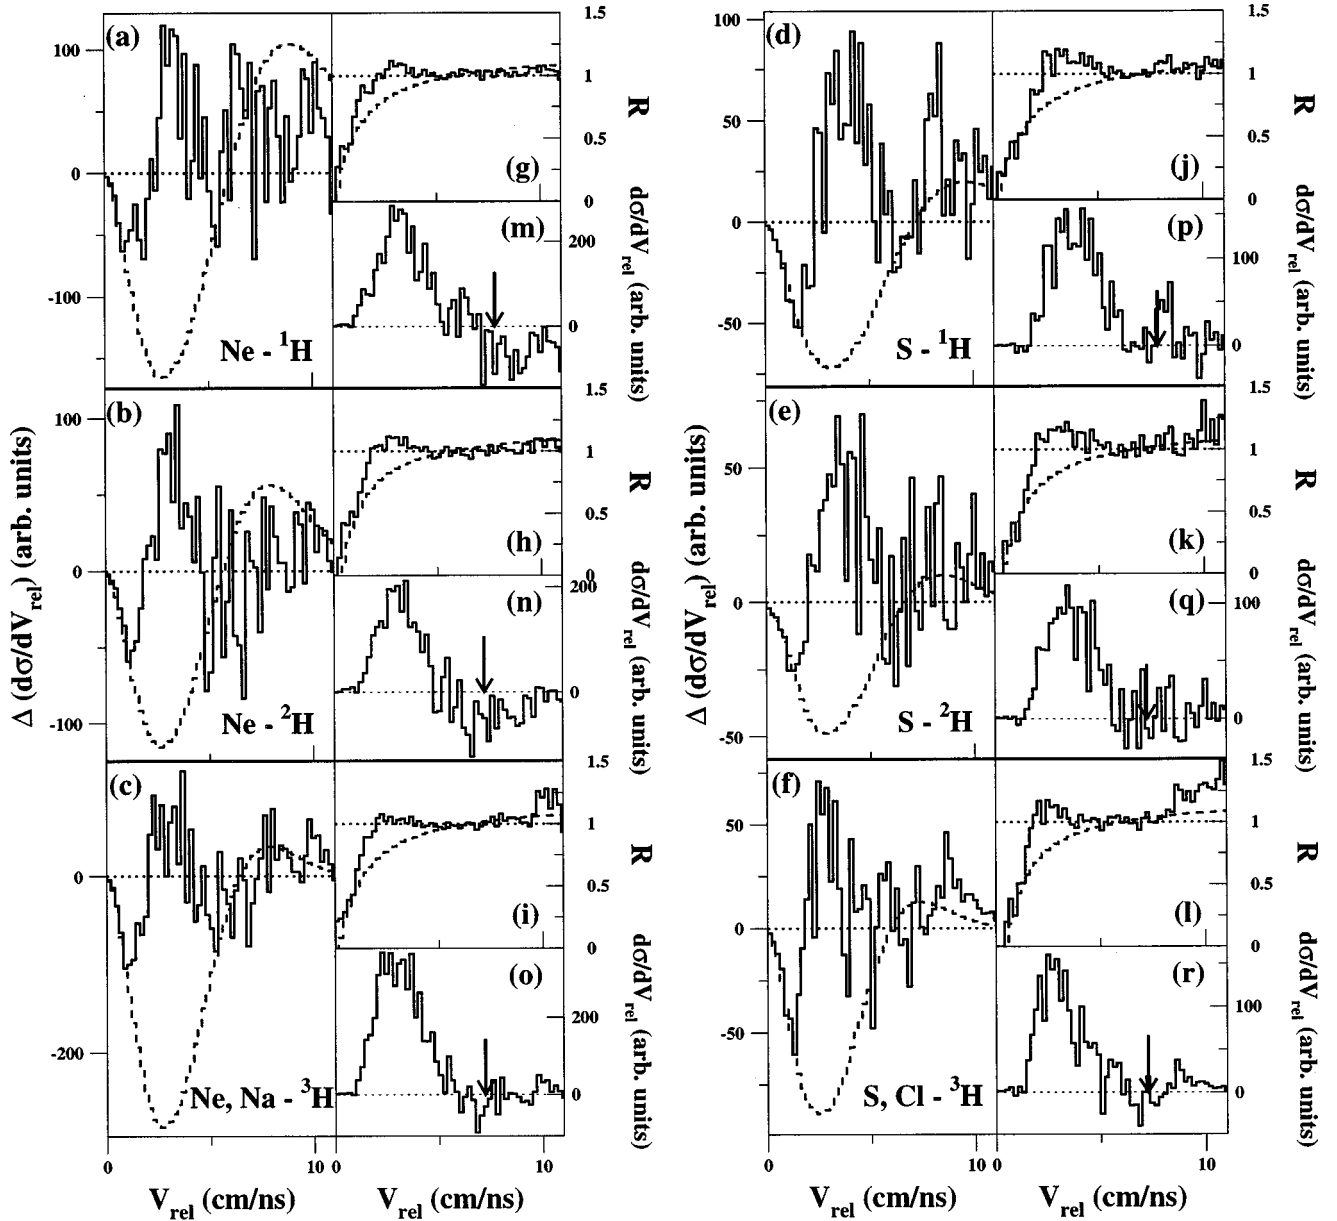 (a)
100
0
-100
Ne - ¹H
1.5
1
0.5
0
R
(g)
(m)
200
0
dσ/dV_rel (arb. units)
(b)
100
0
-100
Ne - ²H
1.5
1
0.5
0
R
(h)
(n)
200
0
dσ/dV_rel (arb. units)
Δ (dσ/dV_rel) (arb. units)
(c)
0
-200
Ne, Na - ³H
1.5
1
0.5
0
R
(i)
(o)
200
0
dσ/dV_rel (arb. units)
0
10
0
10
V_rel (cm/ns)
V_rel (cm/ns)
(d)
100
50
0
-50
S - ¹H
1.5
1
0.5
0
R
(j)
(p)
100
0
dσ/dV_rel (arb. units)
(e)
50
0
-50
S - ²H
1.5
1
0.5
0
R
(k)
(q)
100
0
dσ/dV_rel (arb. units)
Δ (dσ/dV_rel) (arb. units)
(f)
50
0
-50
S, Cl - ³H
1.5
1
0.5
0
R
(l)
(r)
100
0
dσ/dV_rel (arb. units)
0
10
0
10
V_rel (cm/ns)
V_rel (cm/ns)